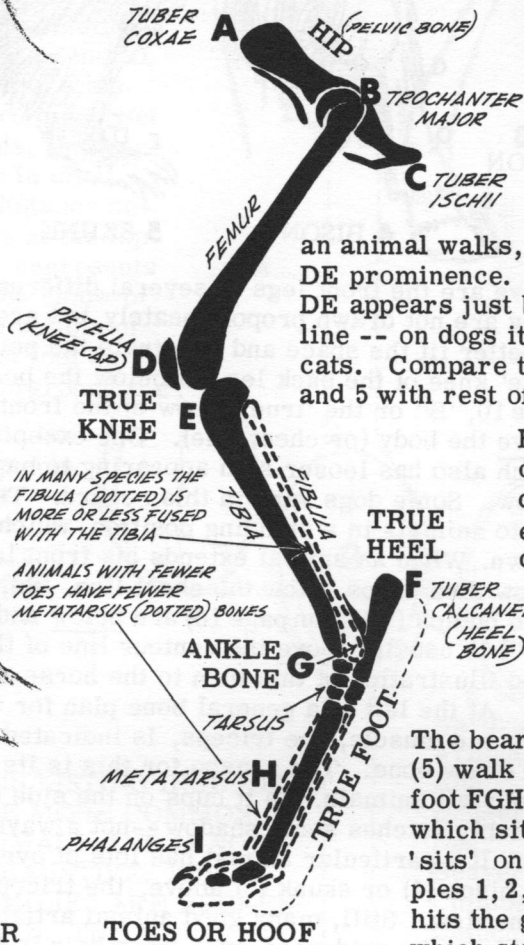 TUBER
COXAE
A
HIP
(PELVIC BONE)
B
TROCHANTER
MAJOR
C
TUBER
ISCHII
FEMUR
an animal walks,
DE prominence.
DE appears just b
line -- on dogs it
cats. Compare t
and 5 with rest o
PETELLA
(KNEE CAP)
D
TRUE
KNEE
E
IN MANY SPECIES THE
FIBULA (DOTTED) IS
MORE OR LESS FUSED
WITH THE TIBIA
ANIMALS WITH FEWER
TOES HAVE FEWER
METATARSUS (DOTTED) BONES
TIBIA
FIBULA
TRUE
HEEL
F
TUBER
CALCANE
(HEEL
BONE)
ANKLE
BONE
G
TARSUS
METATARSUS
H
TRUE FOOT
PHALANGES
I
The bear
(5) walk
foot FGH
which sit
'sits' on
ples 1, 2,
hits the
R
TOES OR HOOF